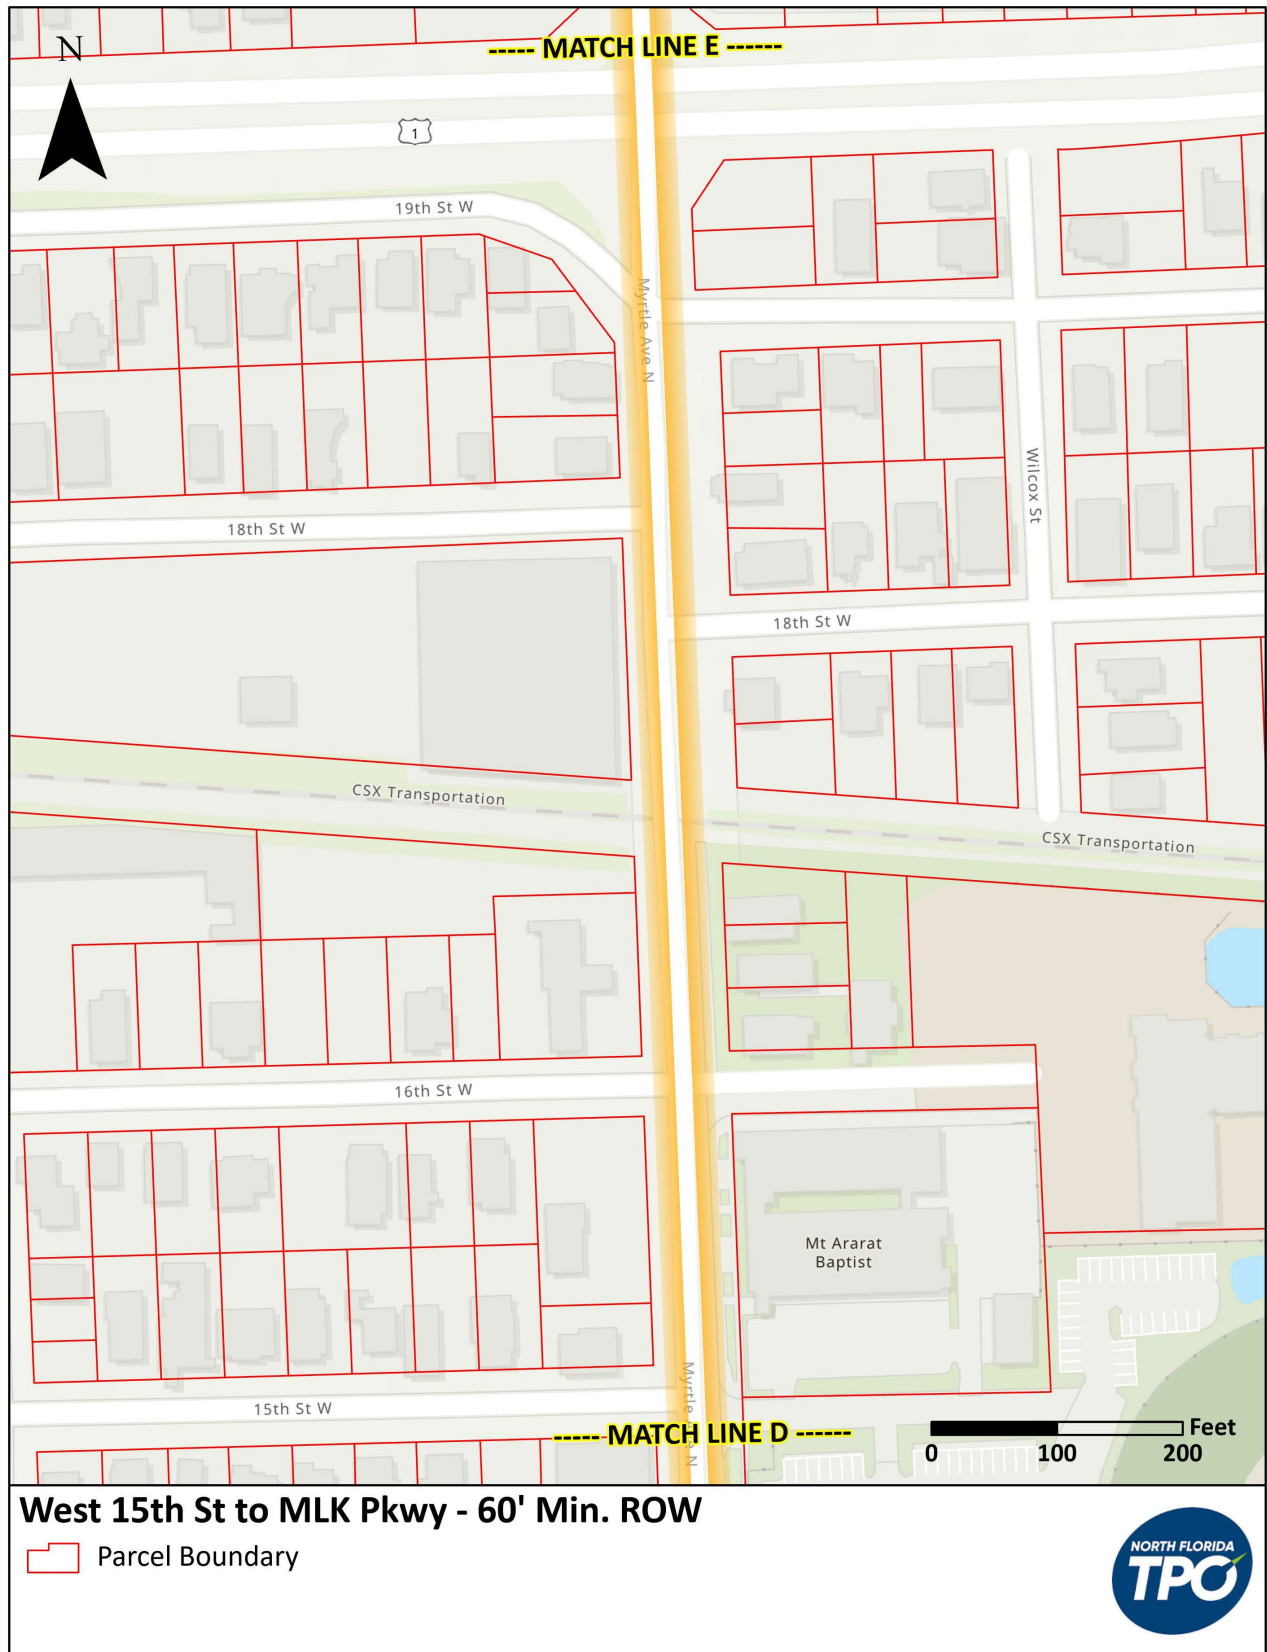 ----- MATCH LINE E ------
N
1
19th St W
Myrtle Ave N
Wilcox St
18th St W
18th St W
CSX Transportation
CSX Transportation
16th St W
Mt Ararat
Baptist
Myrtle Ave N
15th St W
----- MATCH LINE D ------
Feet
0 100 200
West 15th St to MLK Pkwy - 60' Min. ROW
Parcel Boundary
NORTH FLORIDA
TPO